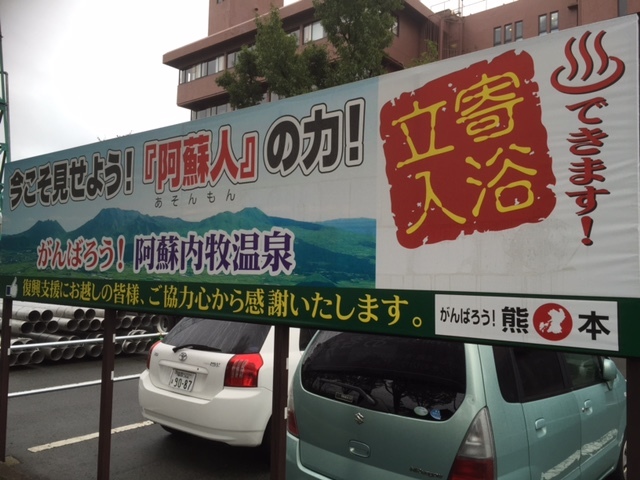 今こそ見せよう！『阿蘇人』の力！
あそんもん
がんばろう！阿蘇内牧温泉
立寄
入浴
できます！
復興支援にお越しの皆様、ご協力心から感謝いたします。
がんばろう！熊本
90-87